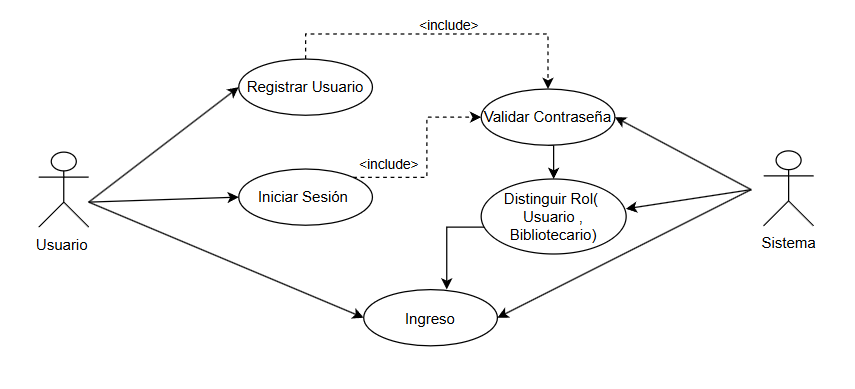 <include>
Registrar Usuario
Validar Contraseña
<include>
Iniciar Sesión
Distinguir Rol(
Usuario ,
Bibliotecario)
Usuario
Sistema
Ingreso